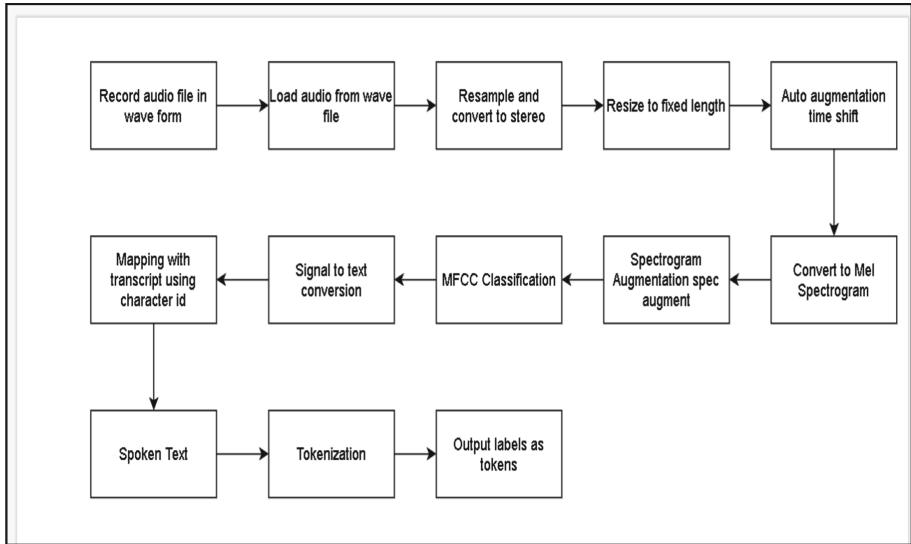 Record audio file in
wave form
Load audio from wave
file
Resample and
convert to stereo
Resize to fixed length
Auto augmentation
time shift
Convert to Mel
Spectrogram
Spectrogram
Augmentation spec
augment
MFCC Classification
Signal to text
conversion
Mapping with
transcript using
character id
Spoken Text
Tokenization
Output labels as
tokens